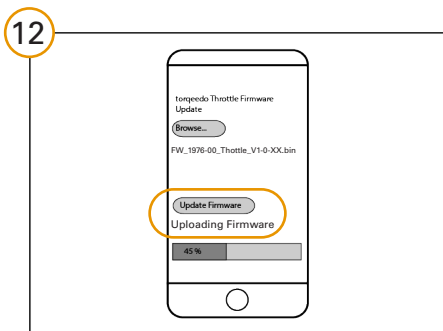 12
torqeedo Throttle Firmware
Update
Browse...
FW_1976-00_Thottle_V1-0-XX.bin
Update Firmware
Uploading Firmware
45 %